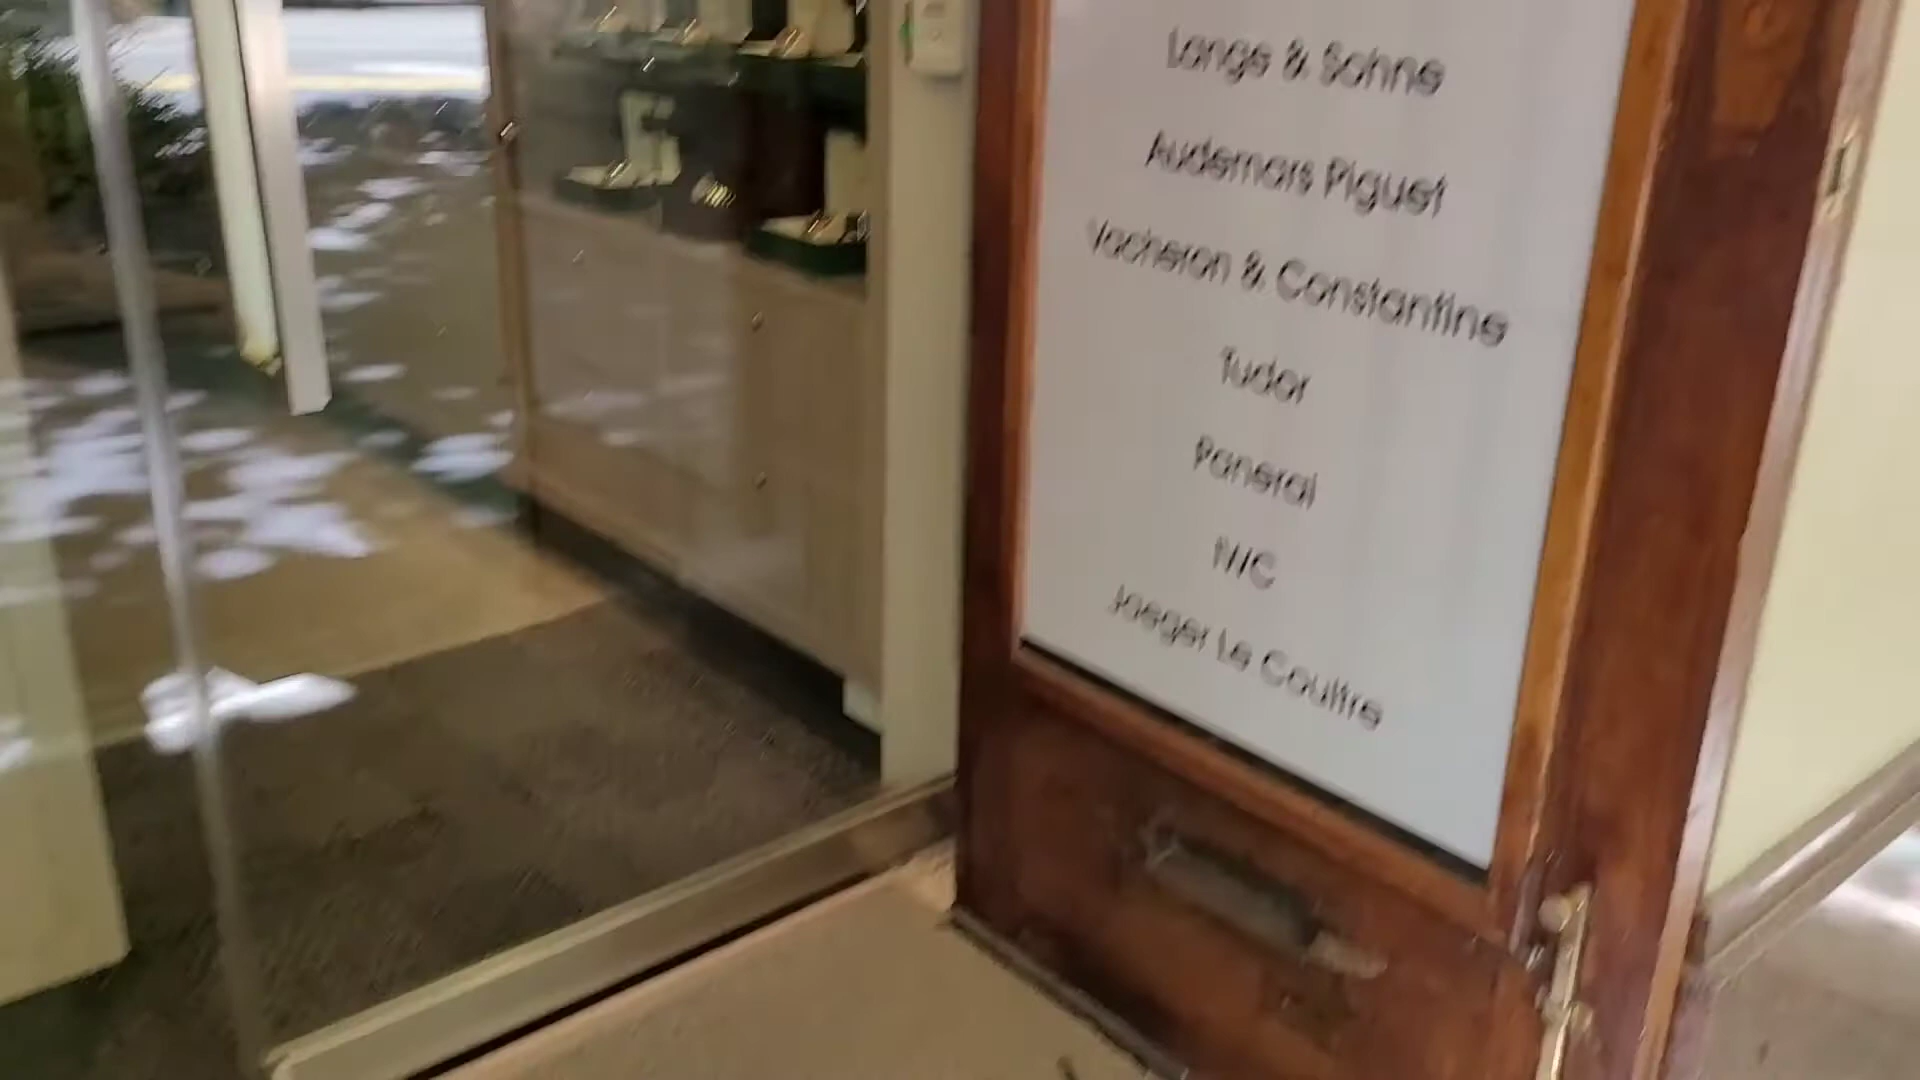 Lange & Sohne
Audemars Piguet
Vacheron & Constantine
Tudor
Panerai
IWC
Jaeger Le Coultre